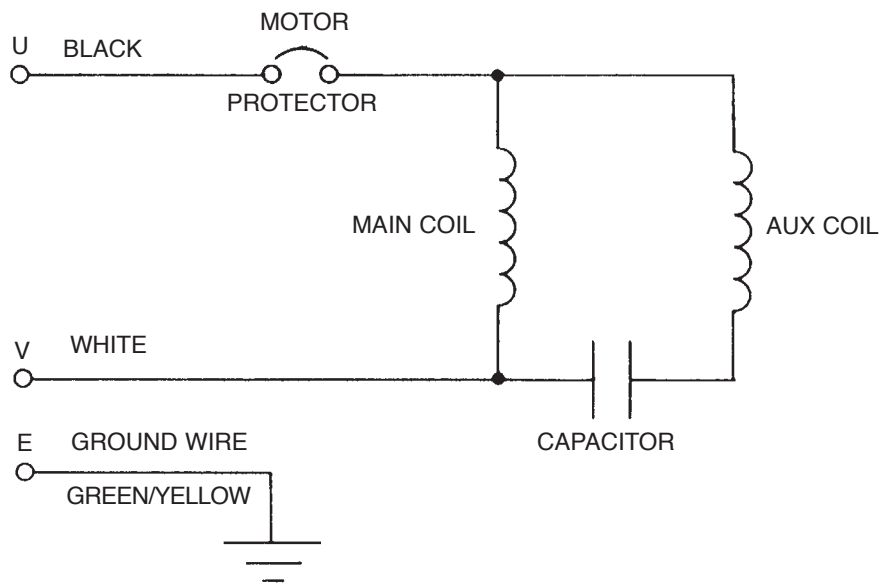 MOTOR
U
BLACK
PROTECTOR
MAIN COIL
AUX COIL
V
WHITE
CAPACITOR
E
GROUND WIRE
GREEN/YELLOW